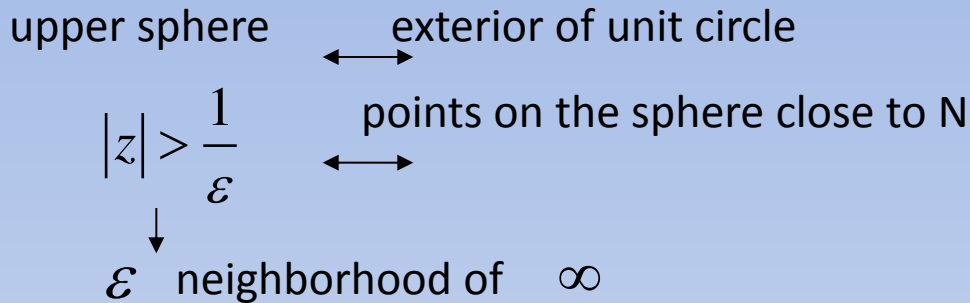 upper sphere ⟷ exterior of unit circle
|z| > 1/ε ⟷ points on the sphere close to N
↓
ε neighborhood of ∞